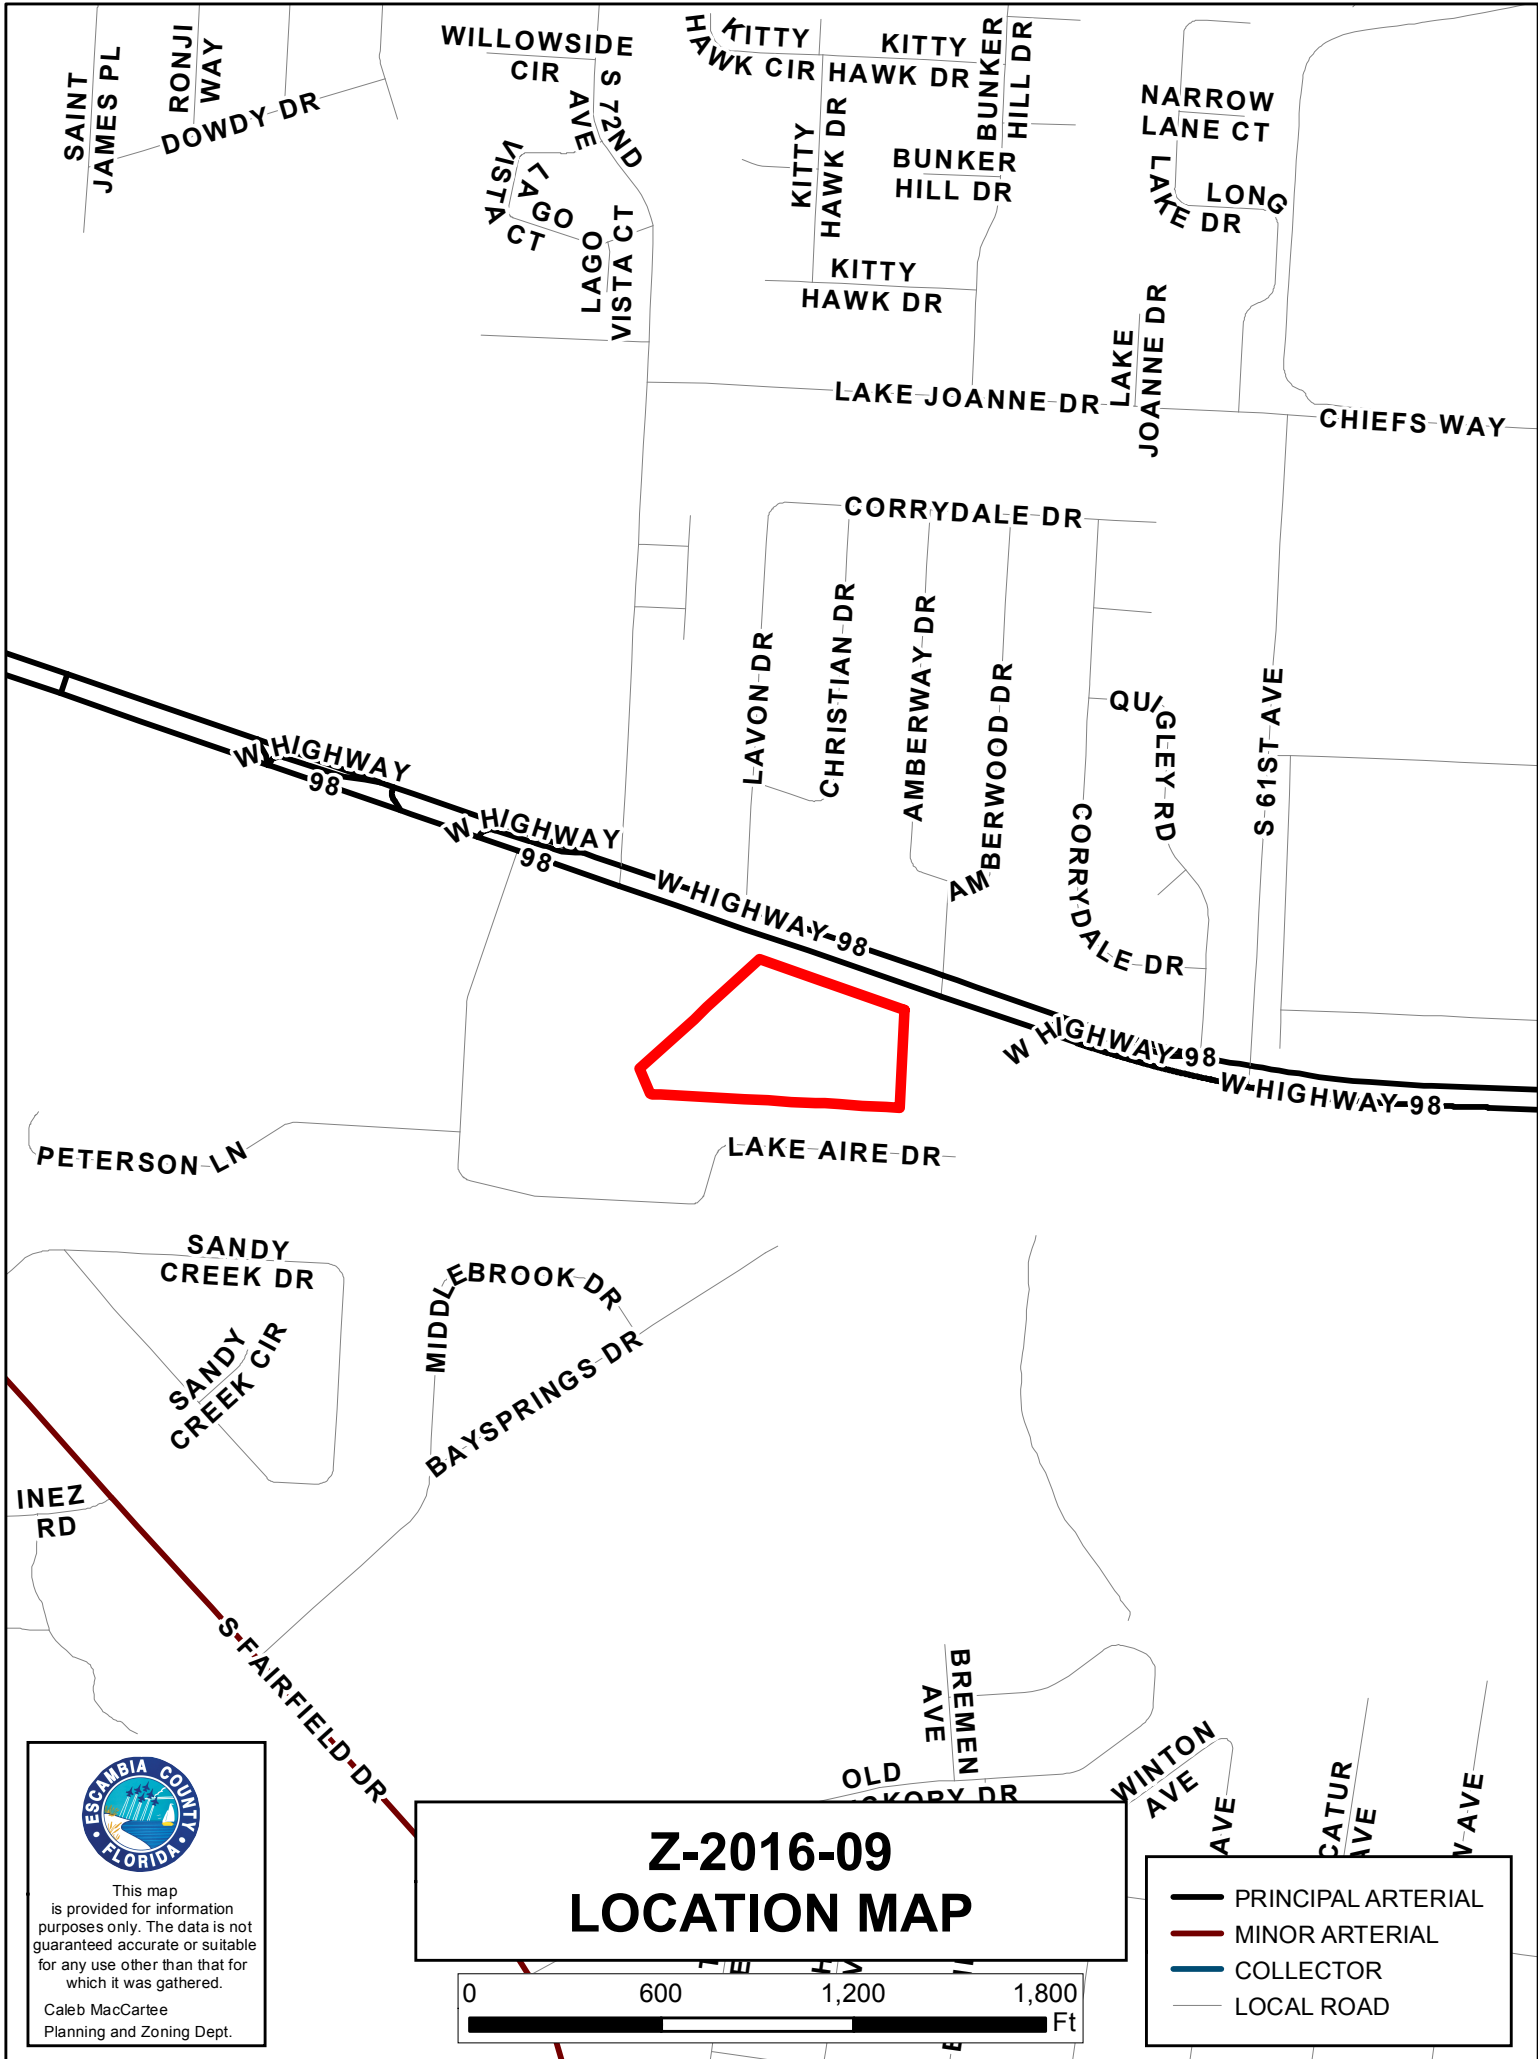 SAINT
JAMES PL
RONJI
WAY
DOWDY DR
WILLOWSIDE
CIR
S 72ND
AVE
LAGO
VISTA CT
LAGO
VISTA CT
KITTY
HAWK CIR
KITTY
HAWK DR
KITTY
HAWK DR
BUNKER
HILL DR
BUNKER
HILL DR
KITTY
HAWK DR
NARROW
LANE CT
LONG
LAKE DR
LAKE
JOANNE DR
LAKE JOANNE DR
CHIEFS WAY
CORRYDALE DR
LAVON DR
CHRISTIAN DR
AMBERWAY DR
AMBERWOOD DR
QUIGLEY RD
CORRYDALE DR
S 61ST AVE
W HIGHWAY
98
W HIGHWAY
98
W HIGHWAY 98
W HIGHWAY 98
W HIGHWAY 98
LAKE AIRE DR
PETERSON LN
SANDY
CREEK DR
SANDY
CREEK CIR
MIDDLEBROOK DR
BAYSPRINGS DR
INEZ
RD
S FAIRFIELD DR
BREMEN
AVE
OLD
WINTON
AVE
AVE
CATUR
AVE
AVE
ESCAMBIA COUNTY
FLORIDA
This map
is provided for information
purposes only. The data is not
guaranteed accurate or suitable
for any use other than that for
which it was gathered.
Caleb MacCartee
Planning and Zoning Dept.
Z-2016-09
LOCATION MAP
0 600 1,200 1,800
Ft
PRINCIPAL ARTERIAL
MINOR ARTERIAL
COLLECTOR
LOCAL ROAD